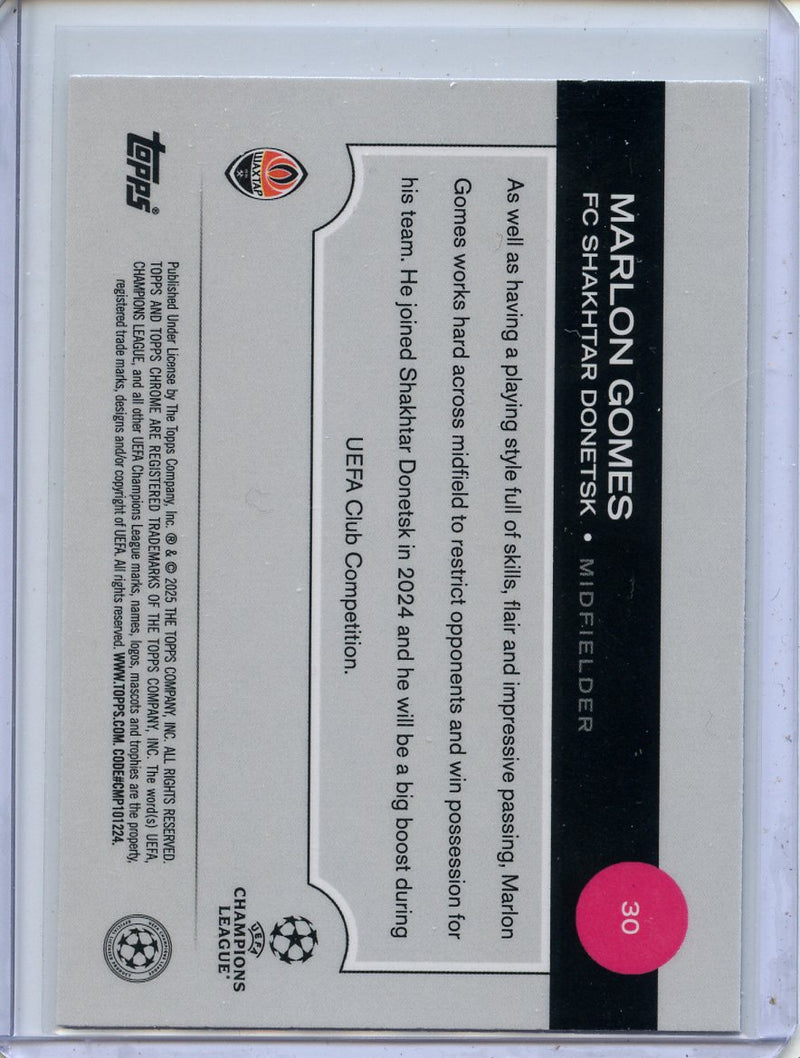 MARLON GOMES
FC SHAKHTAR DONETSK • MIDFIELDER
30
As well as having a playing style full of skills, flair and impressive passing, Marlon
Gomes works hard across midfield to restrict opponents and win possession for
his team. He joined Shakhtar Donetsk in 2024 and he will be a big boost during
UEFA Club Competition.
ШАХТАР
UEFA
CHAMPIONS
LEAGUE®
topps®
Published Under License by The Topps Company, Inc. ® & © 2025 THE TOPPS COMPANY, INC. ALL RIGHTS RESERVED.
TOPPS AND TOPPS CHROME ARE REGISTERED TRADEMARKS OF THE TOPPS COMPANY, INC. The word(s) UEFA,
CHAMPIONS LEAGUE, and all other UEFA Champions League marks, names, logos, mascots and trophies are the property,
registered trade marks, designs and/or copyright of UEFA. All rights reserved. WWW.TOPPS.COM. CODE#CMP101224.